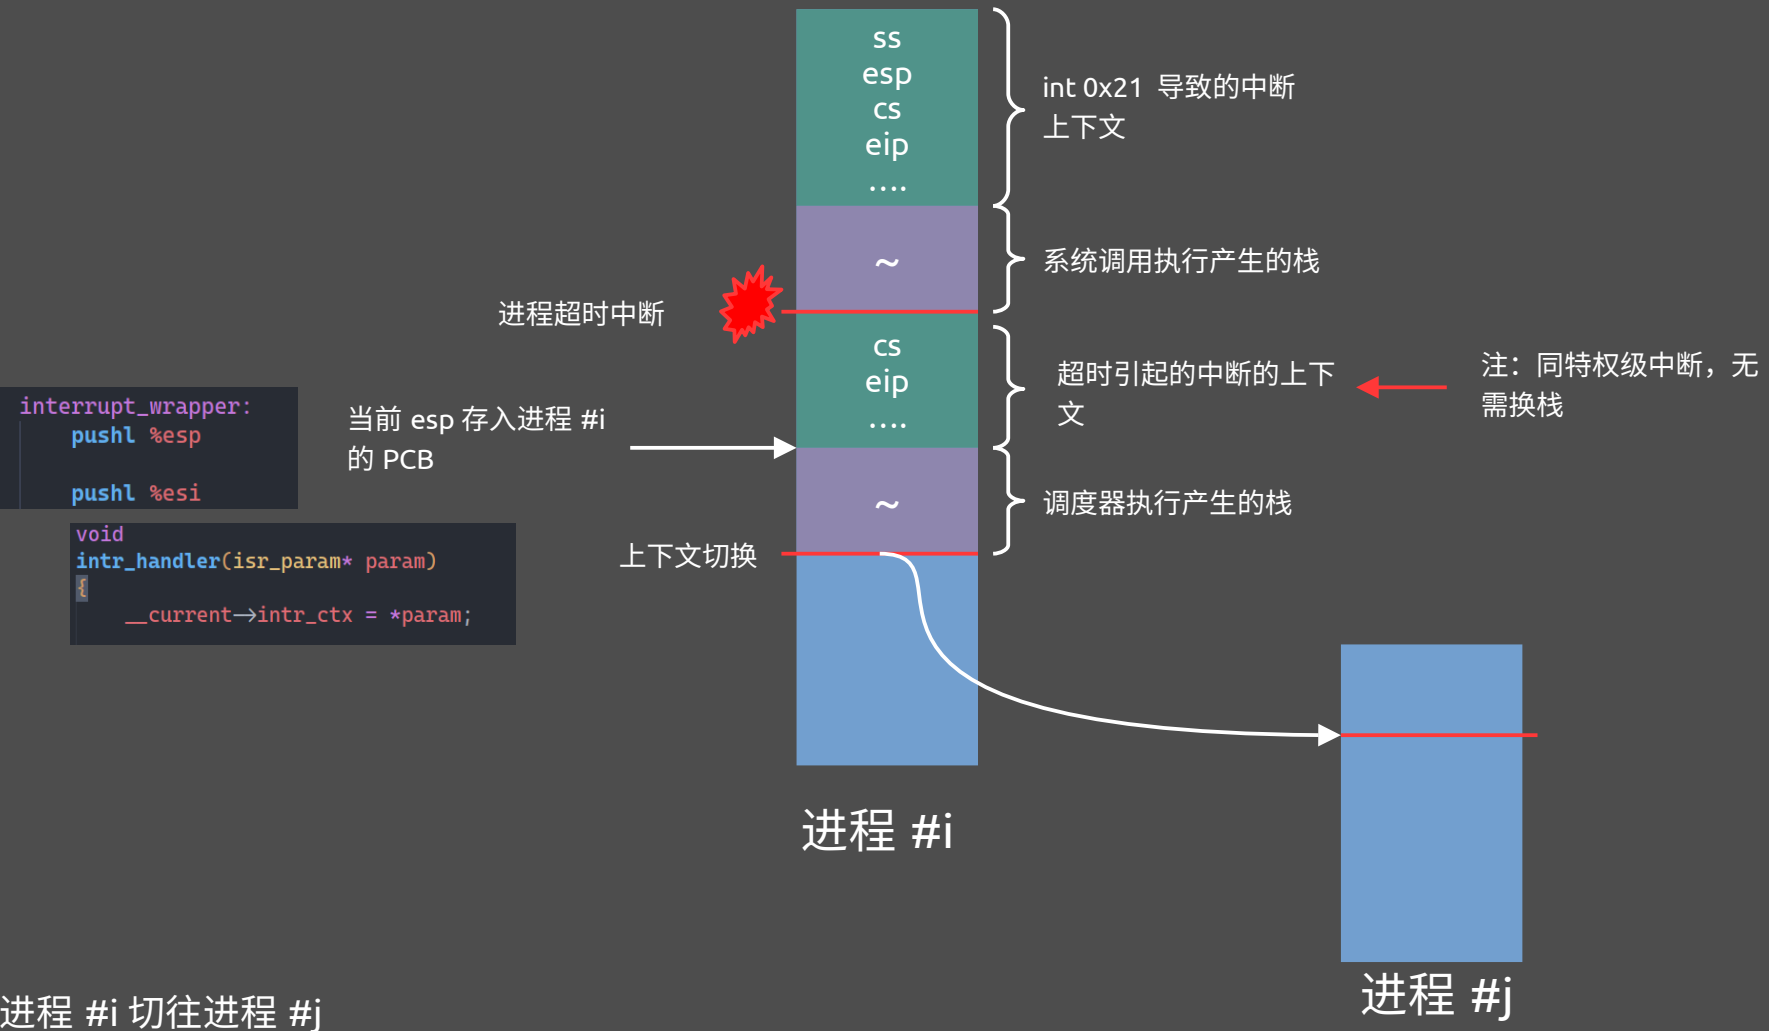 ss
esp
cs
eip
....
int 0x21 导致的中断
上下文
~
系统调用执行产生的栈
进程超时中断
cs
eip
....
超时引起的中断的上下
文
注：同特权级中断，无
需换栈
interrupt_wrapper:
pushl %esp
pushl %esi
当前 esp 存入进程 #i
的 PCB
~
调度器执行产生的栈
void
intr_handler(isr_param* param)
{
__current->intr_ctx = *param;
上下文切换
进程 #i
进程 #j
进程 #i 切往进程 #j